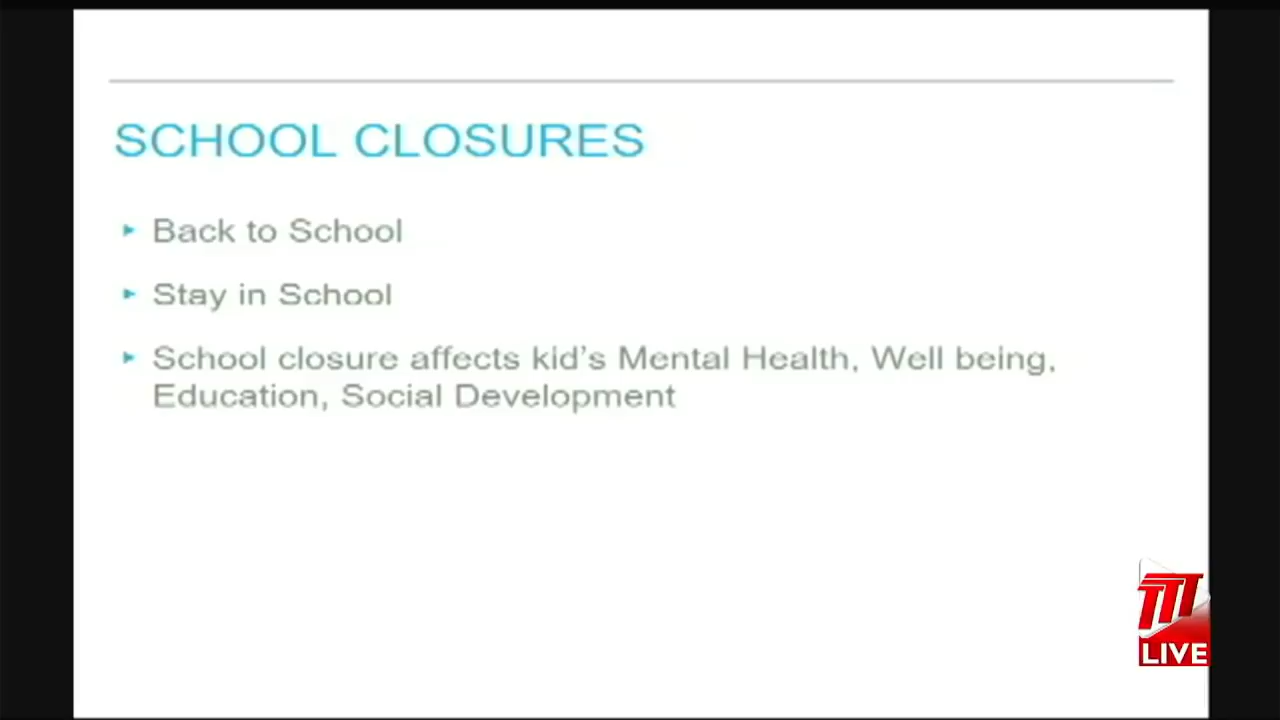 SCHOOL CLOSURES
Back to School
Stay in School
School closure affects kid's Mental Health, Well being,
Education, Social Development
TTT
LIVE